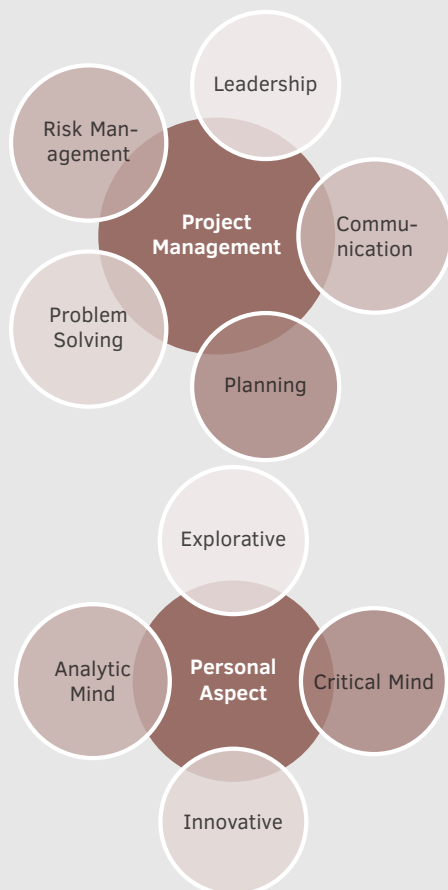 Leadership
Risk Man-
agement
Project
Management
Commu-
nication
Problem
Solving
Planning
Explorative
Analytic
Mind
Personal
Aspect
Critical Mind
Innovative